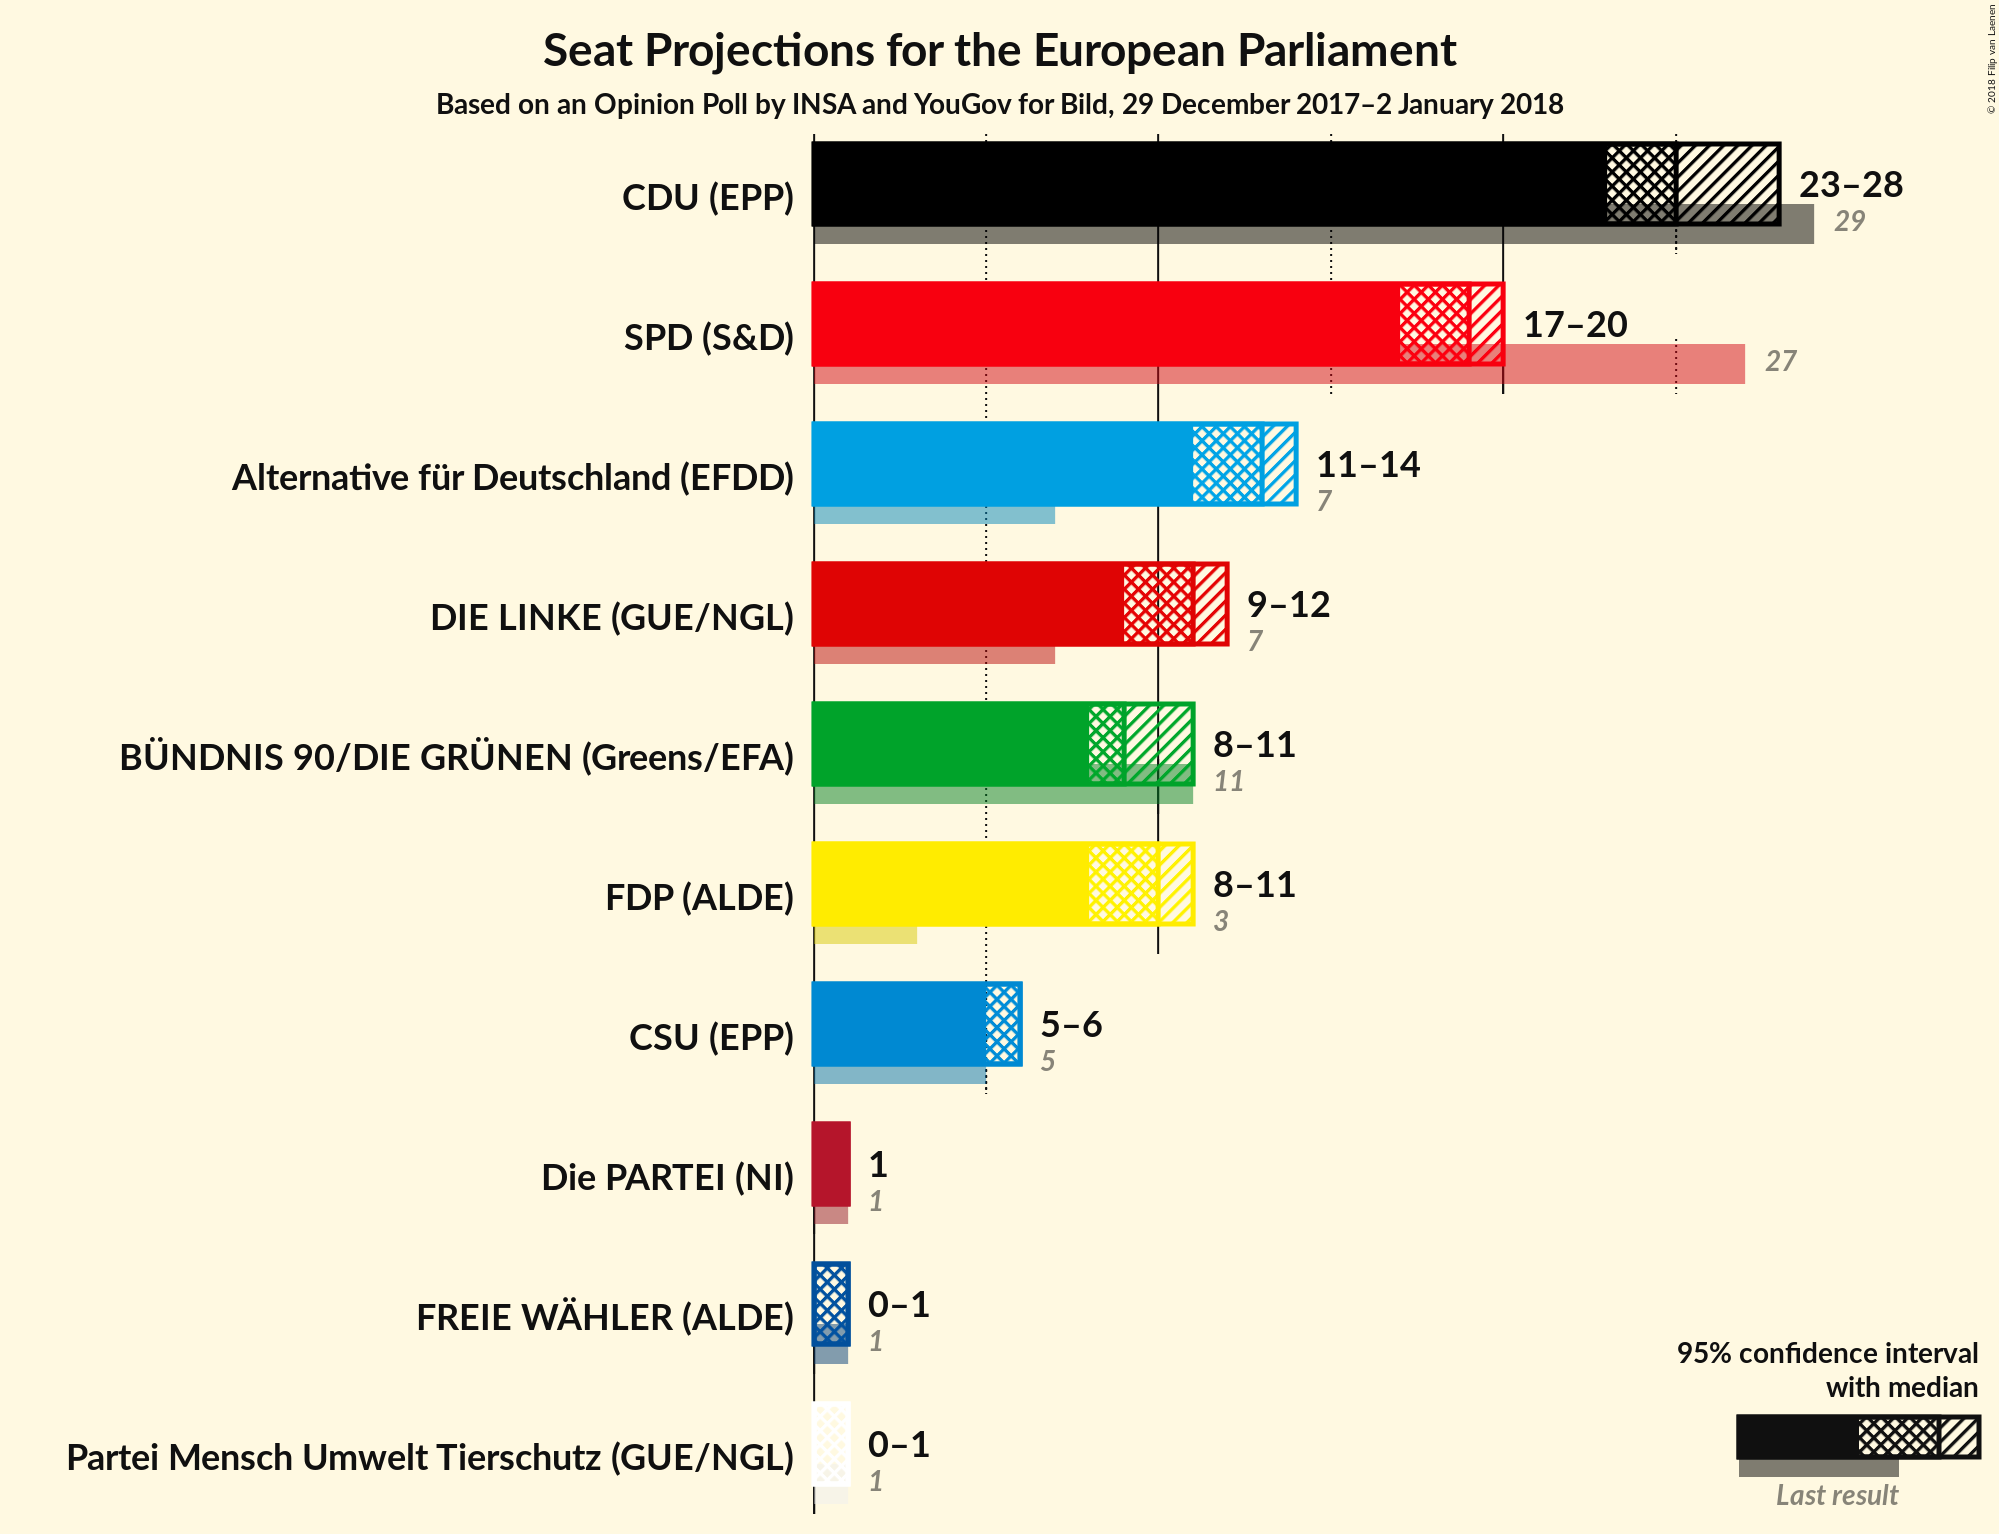 Seat Projections for the European Parliament
Based on an Opinion Poll by INSA and YouGov for Bild, 29 December 2017–2 January 2018
© 2018 Filip van Laenen
CDU (EPP)
23–28
29
SPD (S&D)
17–20
27
Alternative für Deutschland (EFDD)
11–14
7
DIE LINKE (GUE/NGL)
9–12
7
BÜNDNIS 90/DIE GRÜNEN (Greens/EFA)
8–11
11
FDP (ALDE)
8–11
3
CSU (EPP)
5–6
5
Die PARTEI (NI)
1
1
FREIE WÄHLER (ALDE)
0–1
1
Partei Mensch Umwelt Tierschutz (GUE/NGL)
0–1
1
95% confidence interval
with median
Last result